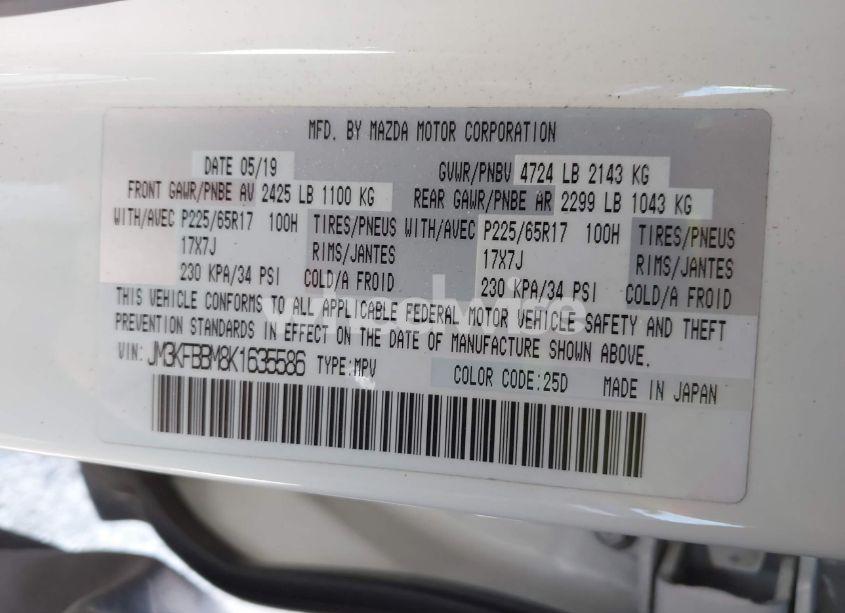 MFD. BY MAZDA MOTOR CORPORATION
DATE 05/19 GVWR/PNBV 4724 LB 2143 KG
FRONT GAWR/PNBE AV 2425 LB 1100 KG REAR GAWR/PNBE AR 2299 LB 1043 KG
WITH/AVEC P225/65R17 100H TIRES/PNEUS WITH/AVEC P225/65R17 100H TIRES/PNEUS
17X7J RIMS/JANTES 17X7J RIMS/JANTES
230 KPA/34 PSI COLD/A FROID 230 KPA/34 PSI COLD/A FROID
THIS VEHICLE CONFORMS TO ALL APPLICABLE FEDERAL MOTOR VEHICLE SAFETY AND THEFT
PREVENTION STANDARDS IN EFFECT ON THE DATE OF MANUFACTURE SHOWN ABOVE.
VIN: JM3KFBBM8K1635586 TYPE:MPV COLOR CODE:25D MADE IN JAPAN